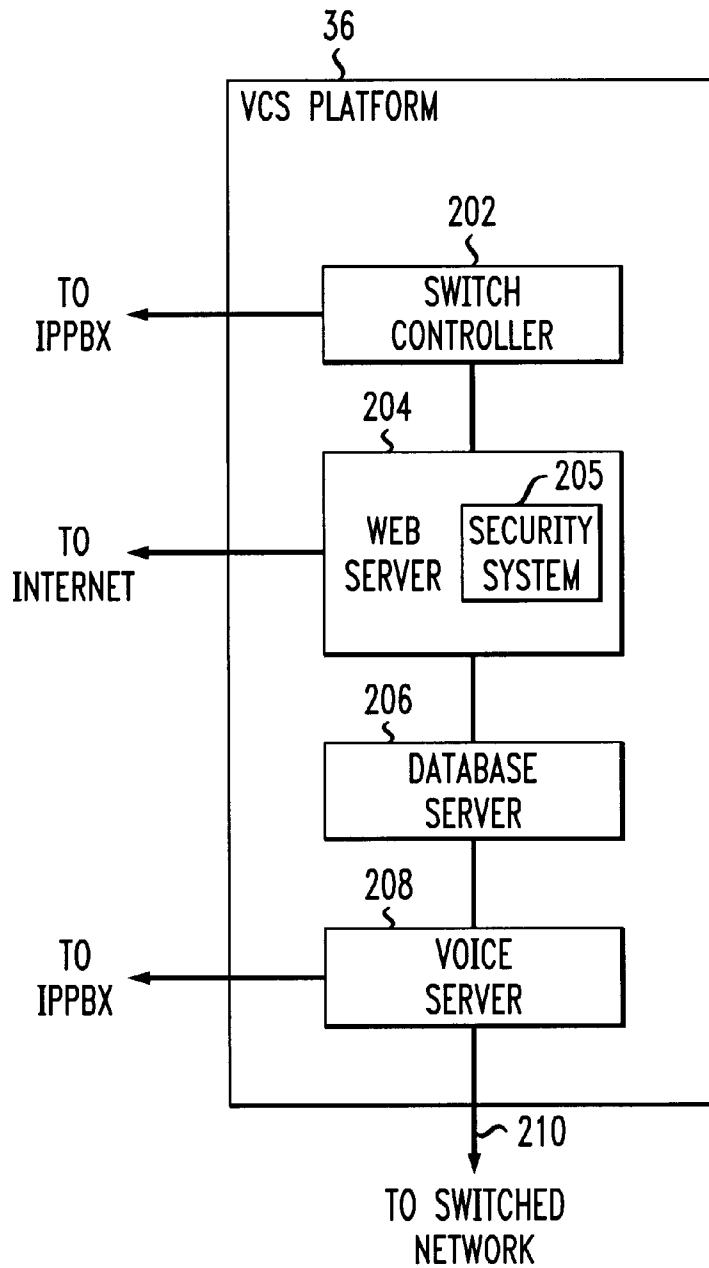 36
VCS PLATFORM
202
SWITCH
CONTROLLER
TO
IPPBX
204
205
WEB
SERVER
SECURITY
SYSTEM
TO
INTERNET
206
DATABASE
SERVER
208
VOICE
SERVER
TO
IPPBX
210
TO SWITCHED
NETWORK